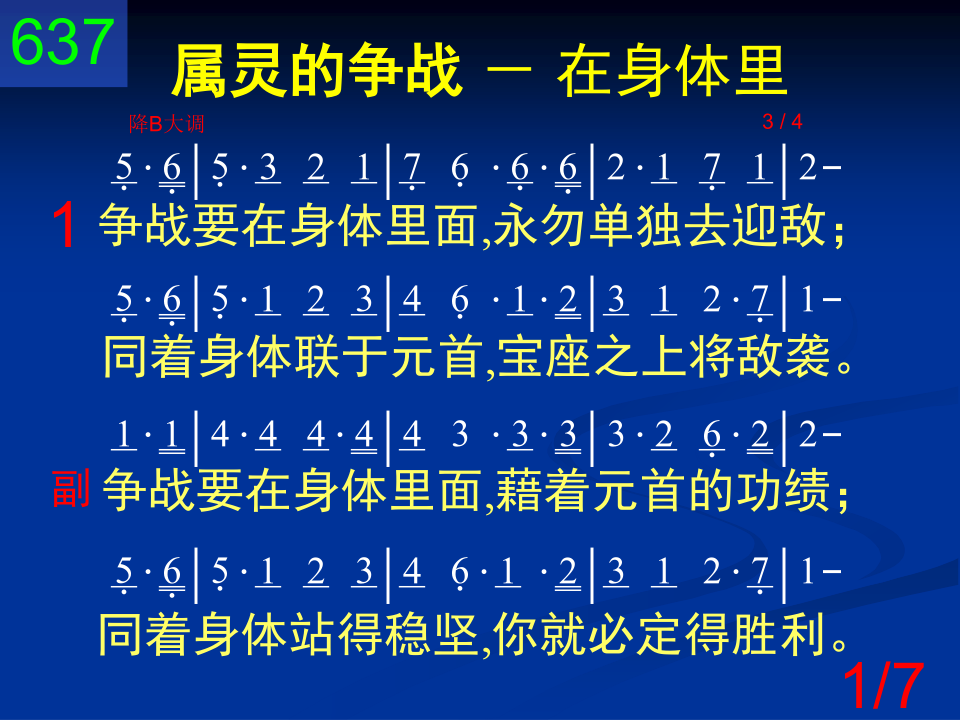 637
属灵的争战 － 在身体里
降B大调 3 / 4
5 · 6 | 5 · 3 2 1 | 7 6 · 6 · 6 | 2 · 1 7 1 | 2 −
1 争战要在身体里面,永勿单独去迎敌；
5 · 6 | 5 · 1 2 3 | 4 6 · 1 · 2 | 3 1 2 · 7 | 1 −
同着身体联于元首,宝座之上将敌袭。
1 · 1 | 4 · 4 4 · 4 | 4 3 · 3 · 3 | 3 · 2 6 · 2 | 2 −
副 争战要在身体里面,藉着元首的功绩；
5 · 6 | 5 · 1 2 3 | 4 6 · 1 · 2 | 3 1 2 · 7 | 1 −
同着身体站得稳坚,你就必定得胜利。
1/7